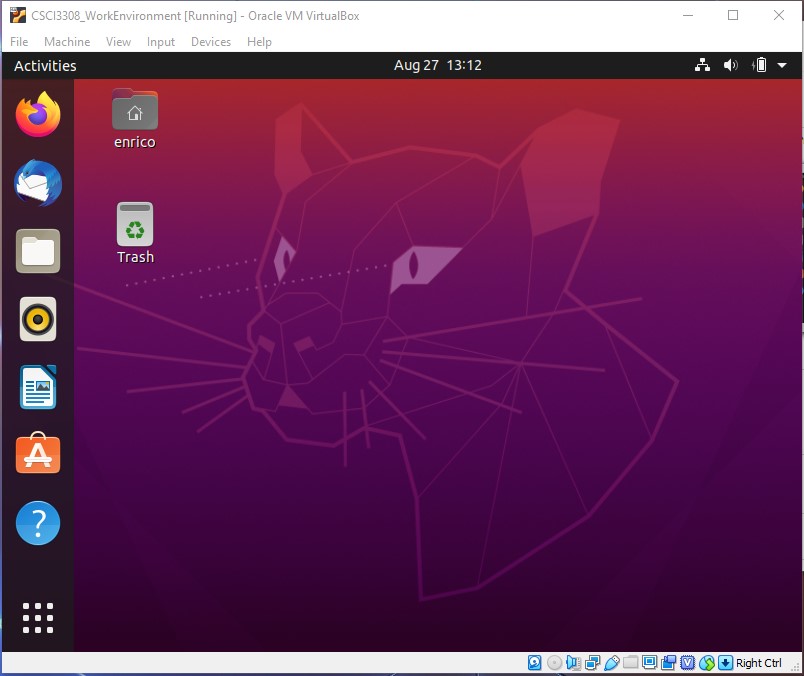 CSCI3308_WorkEnvironment [Running] - Oracle VM VirtualBox
File Machine View Input Devices Help
Activities
Aug 27 13:12
enrico
Trash
Right Ctrl